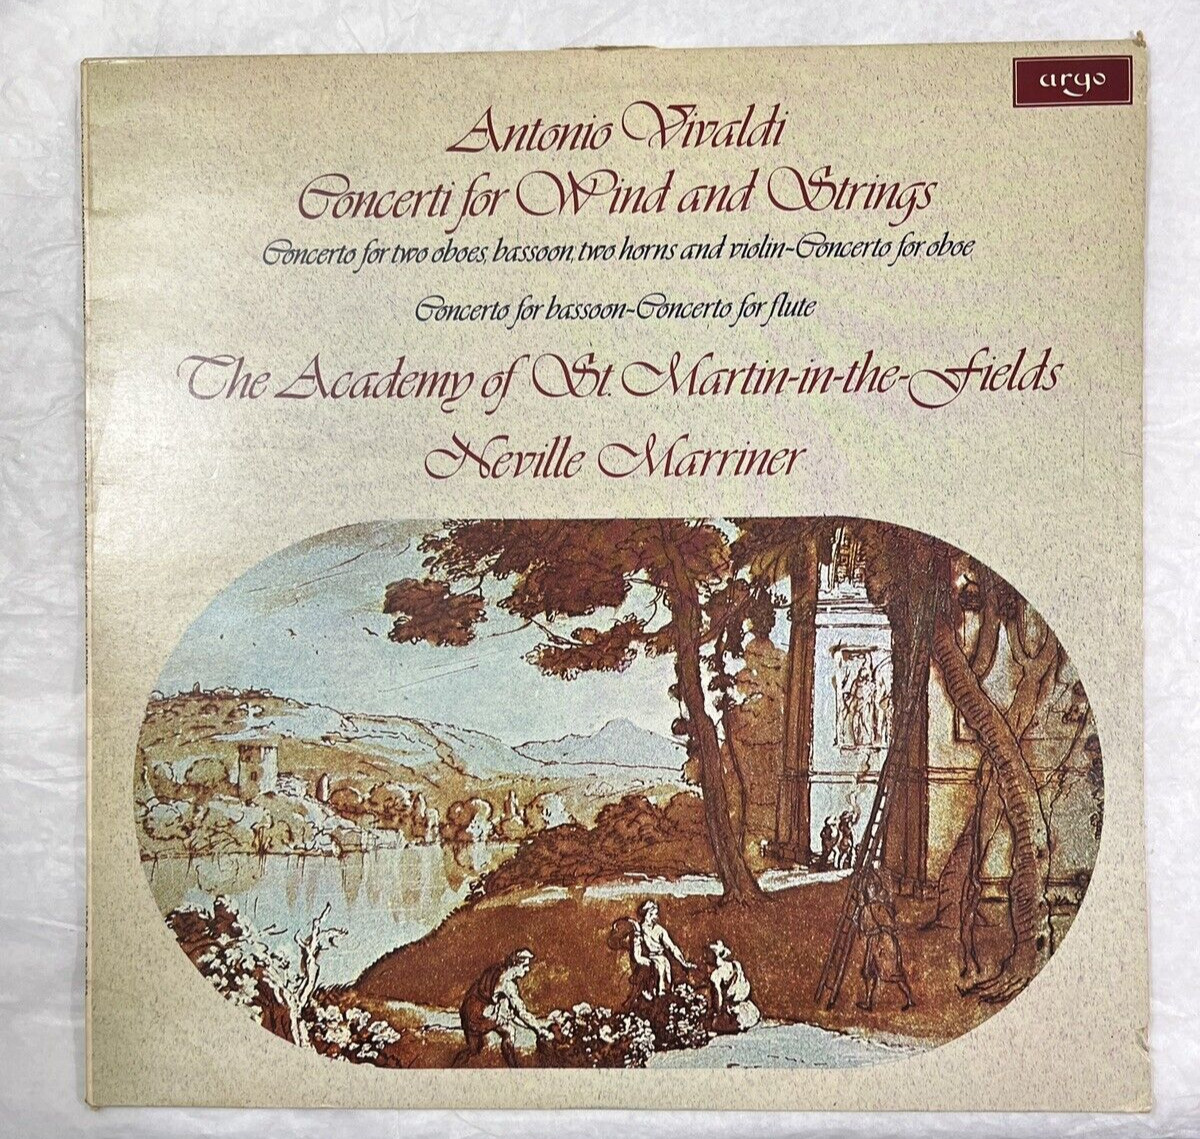 argo
Antonio Vivaldi
Concerti for Wind and Strings
Concerto for two oboes, bassoon, two horns and violin-Concerto for oboe
Concerto for bassoon-Concerto for flute
The Academy of St. Martin-in-the-Fields
Neville Marriner